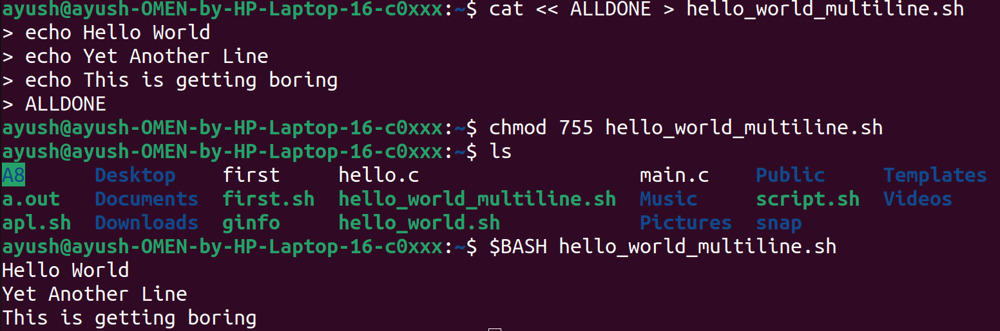 ayush@ayush-OMEN-by-HP-Laptop-16-c0xxx:~$ cat << ALLDONE > hello_world_multiline.sh
> echo Hello World
> echo Yet Another Line
> echo This is getting boring
> ALLDONE
ayush@ayush-OMEN-by-HP-Laptop-16-c0xxx:~$ chmod 755 hello_world_multiline.sh
ayush@ayush-OMEN-by-HP-Laptop-16-c0xxx:~$ ls
A8      Desktop    first     hello.c                   main.c    Public     Templates
a.out   Documents  first.sh  hello_world_multiline.sh  Music     script.sh  Videos
apl.sh  Downloads  ginfo     hello_world.sh            Pictures  snap
ayush@ayush-OMEN-by-HP-Laptop-16-c0xxx:~$ $BASH hello_world_multiline.sh
Hello World
Yet Another Line
This is getting boring